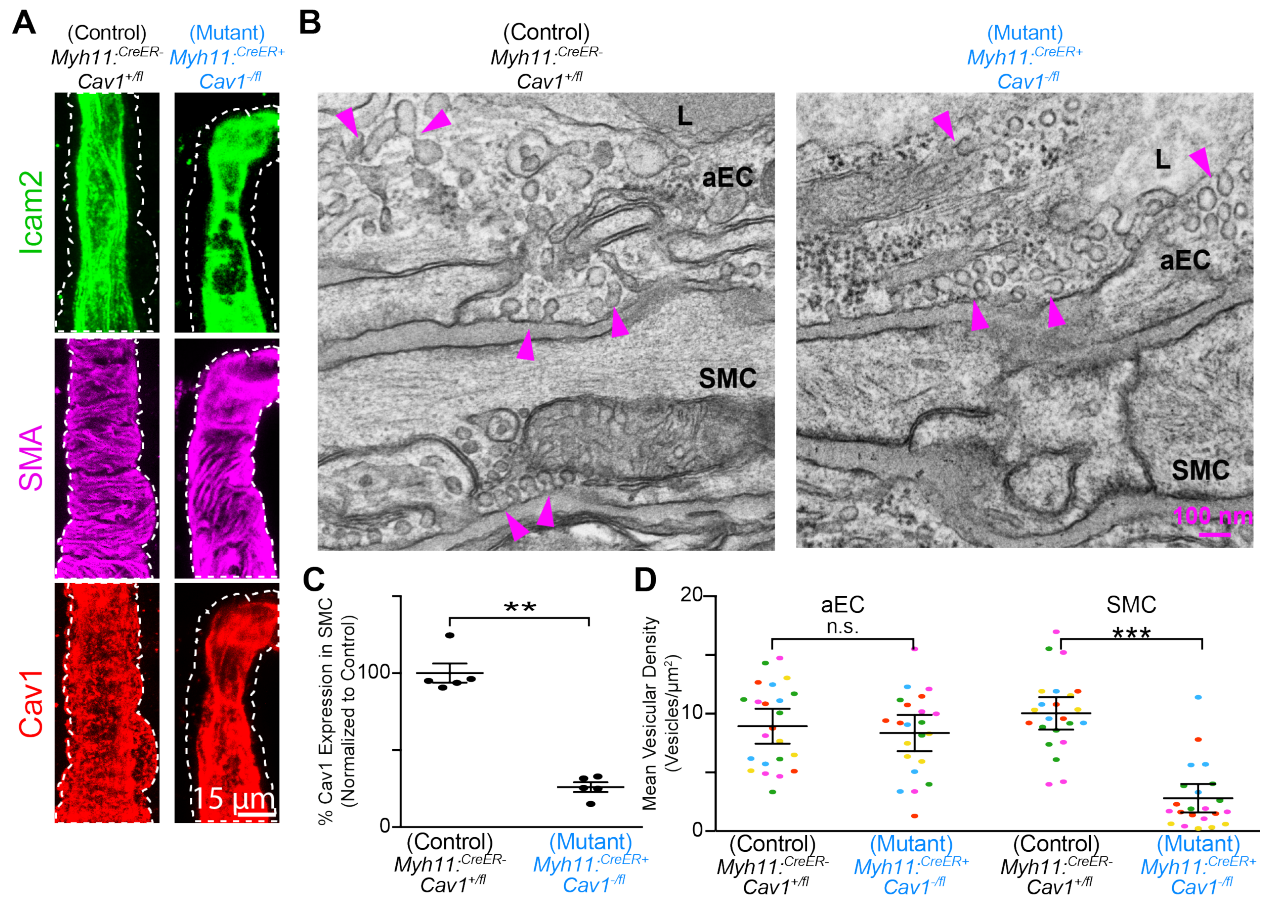 A
(Control)
Myh11:CreER-
Cav1+/fl
(Mutant)
Myh11:CreER+
Cav1-/fl
Icam2
SMA
Cav1
15 µm
B
(Control)
Myh11:CreER-
Cav1+/fl
(Mutant)
Myh11:CreER+
Cav1-/fl
L
aEC
SMC
L
aEC
SMC
100 nm
C
% Cav1 Expression in SMC
(Normalized to Control)
100
0
**
(Control)
Myh11:CreER-
Cav1+/fl
(Mutant)
Myh11:CreER+
Cav1-/fl
D
Mean Vesicular Density
(Vesicles/µm²)
20
10
0
aEC
n.s.
SMC
***
(Control)
Myh11:CreER-
Cav1+/fl
(Mutant)
Myh11:CreER+
Cav1-/fl
(Control)
Myh11:CreER-
Cav1+/fl
(Mutant)
Myh11:CreER+
Cav1-/fl